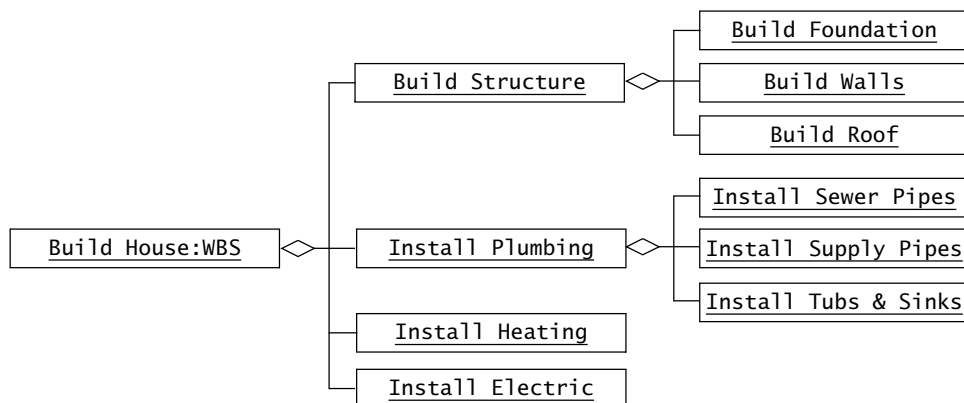 Build Foundation
Build Structure
Build Walls
Build Roof
Install Sewer Pipes
Build House:WBS
Install Plumbing
Install Supply Pipes
Install Tubs & Sinks
Install Heating
Install Electric